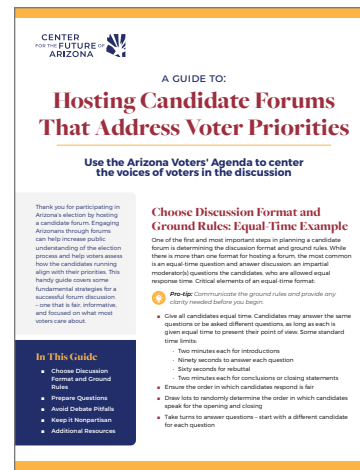 CENTER
FOR THE FUTURE OF
ARIZONA
A GUIDE TO:
Hosting Candidate Forums
That Address Voter Priorities
Use the Arizona Voters' Agenda to center
the voices of voters in the discussion
Thank you for participating in
Arizona's election by hosting
a candidate forum. Engaging
Arizonans through forums
can help increase public
understanding of the election
process and help voters assess
how the candidates running
align with their priorities. This
handy guide covers some
fundamental strategies for a
successful forum discussion
– one that is fair, informative,
and focused on what most
voters care about.
In This Guide
▪ Choose Discussion
Format and Ground
Rules
▪ Prepare Questions
▪ Avoid Debate Pitfalls
▪ Keep it Nonpartisan
▪ Additional Resources
Choose Discussion Format and
Ground Rules: Equal-Time Example
One of the first and most important steps in planning a candidate
forum is determining the discussion format and ground rules. While
there is more than one format for hosting a forum, the most common
is an equal-time question and answer discussion: an impartial
moderator(s) questions the candidates, who are allowed equal
response time. Critical elements of an equal-time format:
Pro-tip: Communicate the ground rules and provide any
clarity needed before you begin.
▪ Give all candidates equal time. Candidates may answer the same
questions or be asked different questions, as long as each is
given equal time to present their point of view. Some standard
time limits:
- Two minutes each for introductions
- Ninety seconds to answer each question
- Sixty seconds for rebuttal
- Two minutes each for conclusions or closing statements
▪ Ensure the order in which candidates respond is fair
▪ Draw lots to randomly determine the order in which candidates
speak for the opening and closing
▪ Take turns to answer questions – start with a different candidate
for each question